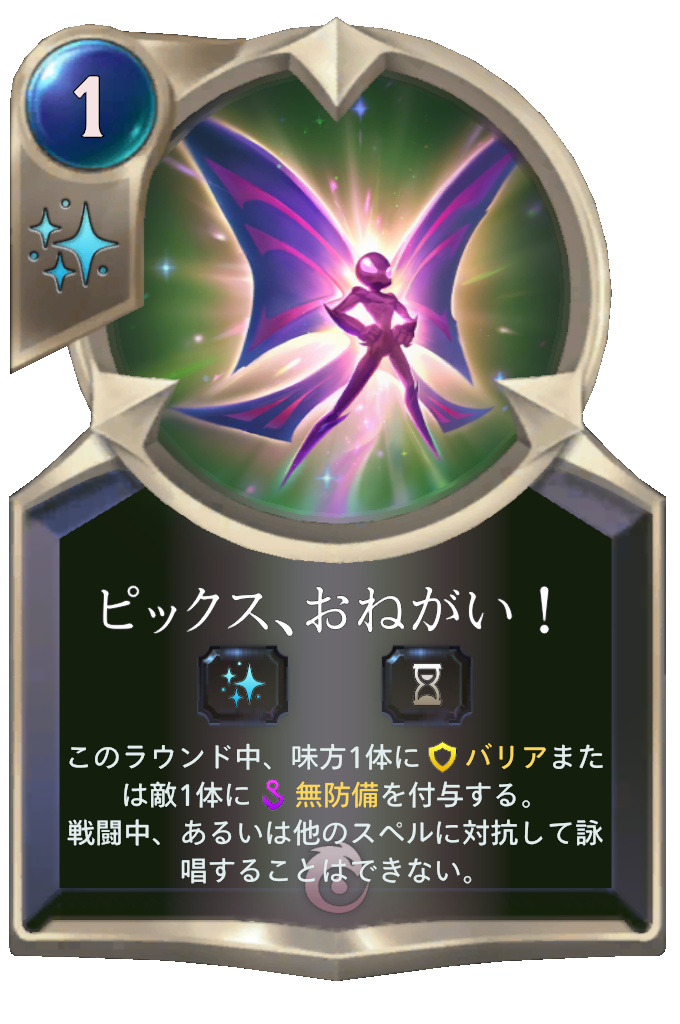 1
ピックス、おねがい！
このラウンド中、味方1体に バリアまた
は敵1体に 無防備を付与する。
戦闘中、あるいは他のスペルに対抗して詠
唱することはできない。